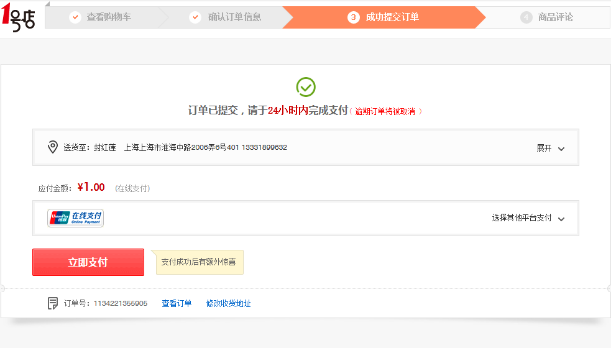 1号店
查看购物车
确认订单信息
3 成功提交订单
4 商品评论
订单已提交，请于24小时内完成支付(逾期订单将被取消)
送货至： 上海上海市淮海中路2006弄6号401 13331899632
展开
应付金额：¥1.00 (在线支付)
UnionPay 银联 在线支付 Online Payment
选择其他平台支付
立即支付 支付成功后有额外惊喜
订单号：1134221355905 查看订单 修改收货地址